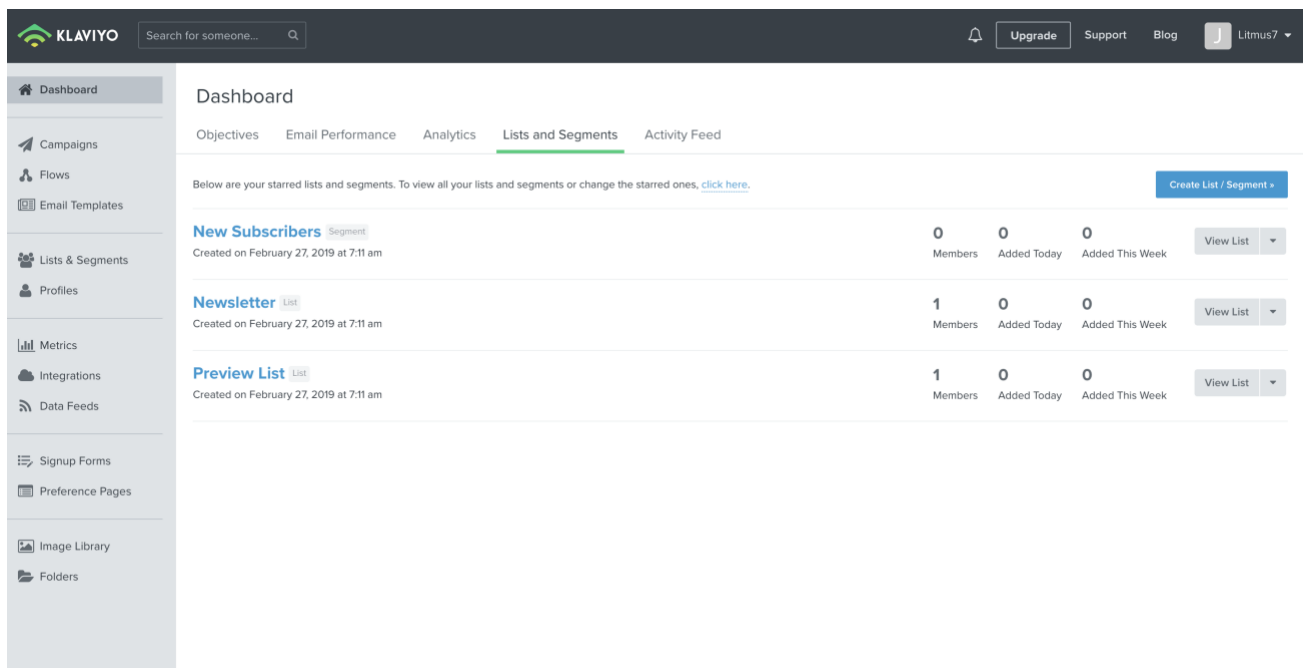 KLAVIYO Search for someone... Upgrade Support Blog J Litmus7
Dashboard
Campaigns
Flows
Email Templates
Lists & Segments
Profiles
Metrics
Integrations
Data Feeds
Signup Forms
Preference Pages
Image Library
Folders
Dashboard
Objectives Email Performance Analytics Lists and Segments Activity Feed
Below are your starred lists and segments. To view all your lists and segments or change the starred ones, click here. Create List / Segment »
New Subscribers Segment
Created on February 27, 2019 at 7:11 am
0 0 0
Members Added Today Added This Week
View List
Newsletter List
Created on February 27, 2019 at 7:11 am
1 0 0
Members Added Today Added This Week
View List
Preview List List
Created on February 27, 2019 at 7:11 am
1 0 0
Members Added Today Added This Week
View List